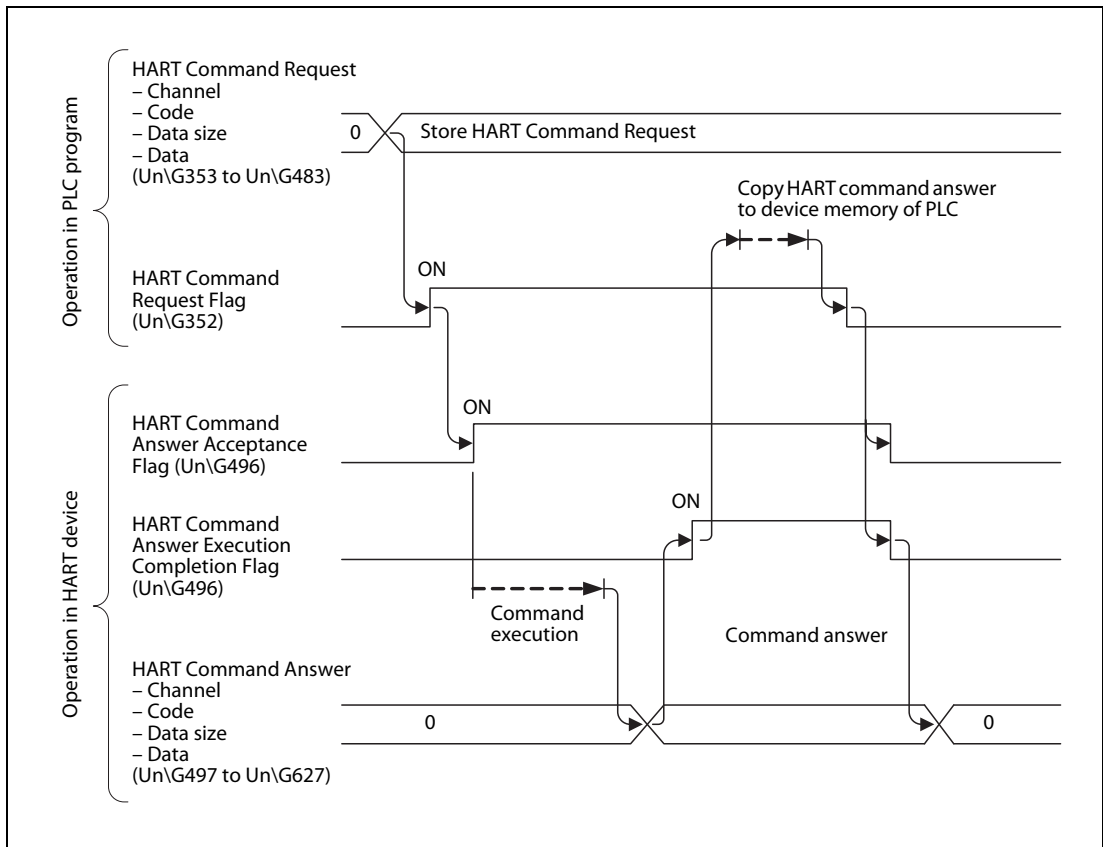 Operation in PLC program
HART Command Request
– Channel
– Code
– Data size
– Data
(Un\G353 to Un\G483)
0
Store HART Command Request
Copy HART command answer
to device memory of PLC
HART Command
Request Flag
(Un\G352)
ON
Operation in HART device
HART Command
Answer Acceptance
Flag (Un\G496)
ON
HART Command
Answer Execution
Completion Flag
(Un\G496)
ON
Command
execution
Command answer
HART Command Answer
– Channel
– Code
– Data size
– Data
(Un\G497 to Un\G627)
0
0